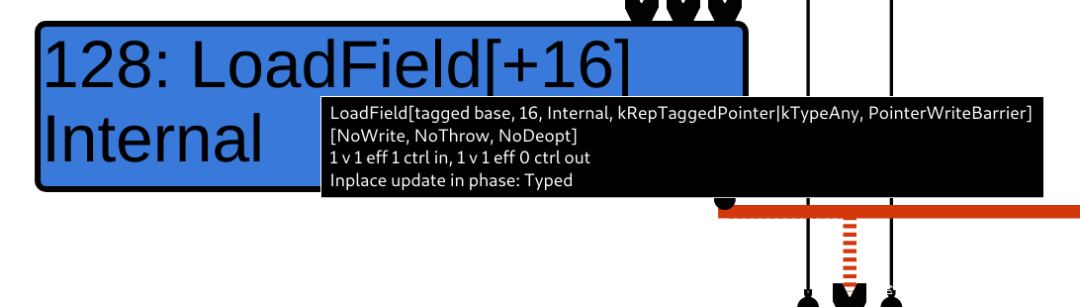 128: LoadField[+16]
Internal
LoadField[tagged base, 16, Internal, kRepTaggedPointer|kTypeAny, PointerWriteBarrier]
[NoWrite, NoThrow, NoDeopt]
1 v 1 eff 1 ctrl in, 1 v 1 eff 0 ctrl out
Inplace update in phase: Typed